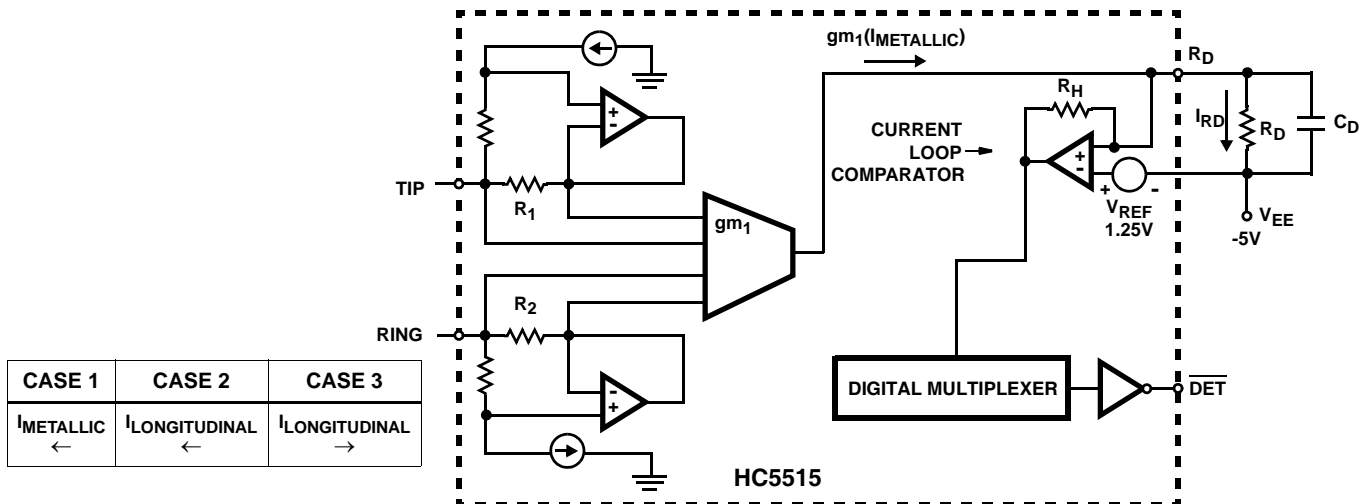 gm1(IMETALLIC)
RD
RH
+
-
CURRENT
LOOP
COMPARATOR
+
-
IRD
RD
CD
TIP
R1
gm1
+
-
VREF
1.25V
VEE
-5V
R2
RING
-
+
CASE 1 CASE 2 CASE 3
IMETALLIC ILONGITUDINAL ILONGITUDINAL
← ← →
DIGITAL MULTIPLEXER
DET
HC5515